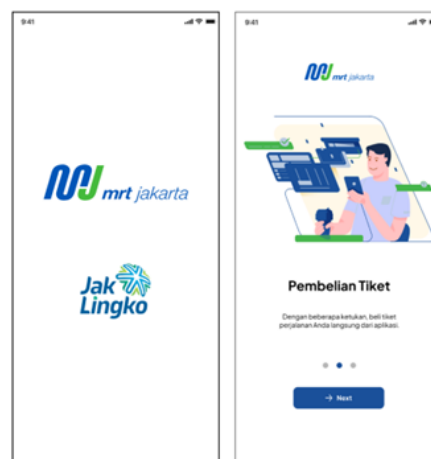 9:41
mrt jakarta
Jak
Lingko
9:41
mrt jakarta
Pembelian Tiket
Dengan beberapa ketukan, beli tiket
perjalanan Anda langsung dari aplikasi.
→ Next